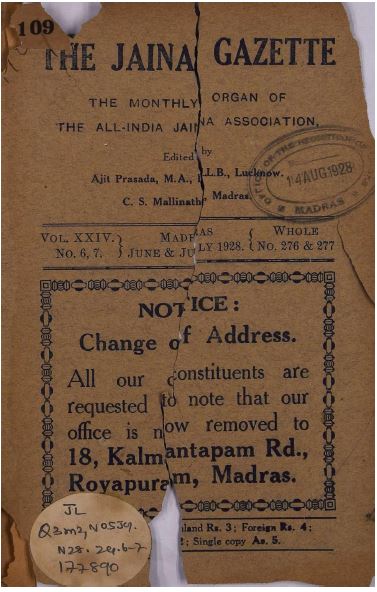 109
THE JAINA GAZETTE
THE MONTHLY ORGAN OF
THE ALL-INDIA JAINA ASSOCIATION,
Edited by
Ajit Prasada, M.A., LL.B., Lucknow.
C. S. Mallinath, Madras.
14 AUG 1928
MADRAS
VOL. XXIV. } MADRAS { WHOLE
NO. 6, 7. } JUNE & JULY 1928. { NO. 276 & 277
NOTICE:
Change of Address.
All our constituents are
requested to note that our
office is now removed to
18, Kalmantapam Rd.,
Royapuram, Madras.
Inland Rs. 3; Foreign Rs. 4;
; Single copy As. 5.
JL
Q3m2, N05J9.
N28.24.6-7
177890